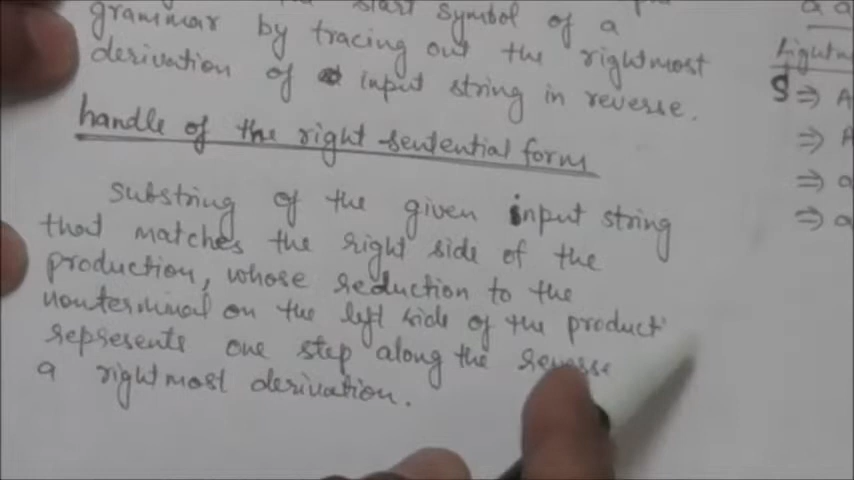 start symbol of a
grammar by tracing out the rightmost
derivation of input string in reverse.
handle of the right sentential form
Substring of the given input string
that matches the right side of the
production, whose reduction to the
nonterminal on the left side of the product
represents one step along the reverse
a rightmost derivation.
a a
Rightm
S ⇒ A
⇒ A
⇒ a
⇒ a